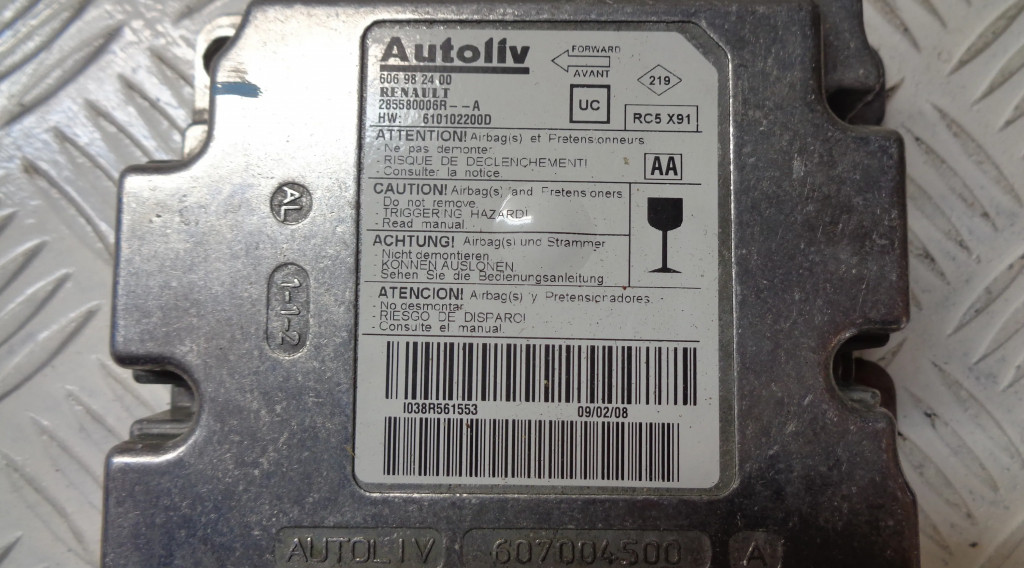 Autoliv
FORWARD
AVANT
606 98 24 00
RENAULT
285580006R--A
HW: 610102200D
219
UC
RC5 X91
ATTENTION! Airbag(s) et Pretensionneurs
- Ne pas demonter.
- RISQUE DE DECLENCHEMENT!
- Consulter la notice.
AA
CAUTION! Airbag(s) and Pretensioners
- Do not remove.
- TRIGGERING HAZARD!
- Read manual.
ACHTUNG! Airbag(s) und Strammer
- Nicht demontieren.
- KONNEN AUSLONEN.
- Sehen Sie die Bedienungsanleitung
ATENCION! Airbag(s) y Pretensionadores.
- No desmontar
- RIESGO DE DISPARO!
- Consulte el manual.
I038R561553 09/02/08
AL
1-1-2
AUTOLIV 607004500 A